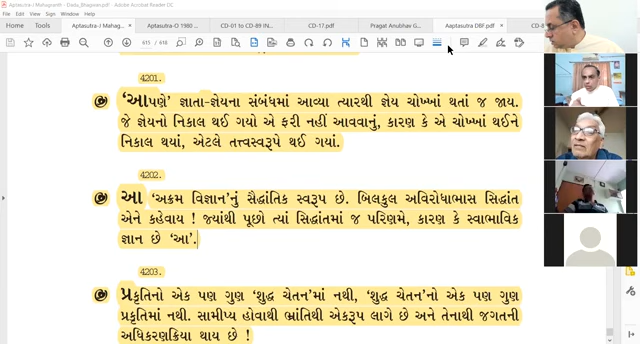 Aptasutra-I Mahagranth - Dada_Bhagwan.pdf - Adobe Acrobat Reader DC
File Edit View Sign Window Help
Home Tools Aptasutra-I Mahag... Aptasutra-O 1980 ... CD-01 to CD-89 IN... CD-17.pdf Pragat Anubhav G... Aaptasutra DBF.pdf CD-8
615 / 616
4201.
‘આપણે’ જ્ઞાતા-જ્ઞેયના સંબંધમાં આવ્યા ત્યારથી જ્ઞેય ચોખ્ખાં થતાં જ જાય.
જે જ્ઞેયનો નિકાલ થઈ ગયો એ ફરી નહીં આવવાનું, કારણ કે એ ચોખ્ખાં થઈને
નિકાલ થયાં, એટલે તત્ત્વસ્વરૂપે થઈ ગયાં.
4202.
આ ‘અક્રમ વિજ્ઞાન’નું સૈદ્ધાંતિક સ્વરૂપ છે. બિલકુલ અવિરોધાભાસ સિદ્ધાંત
એને કહેવાય ! જ્યાંથી પૂછો ત્યાં સિદ્ધાંતમાં જ પરિણમે, કારણ કે સ્વાભાવિક
જ્ઞાન છે ‘આ’.
4203.
પ્રકૃતિનો એક પણ ગુણ ‘શુદ્ધ ચેતન’માં નથી, ‘શુદ્ધ ચેતન’નો એક પણ ગુણ
પ્રકૃતિમાં નથી. સામીપ્ય હોવાથી ભ્રાંતિથી એકરૂપ લાગે છે અને તેનાથી જગતની
અધિકરણક્રિયા થાય છે !